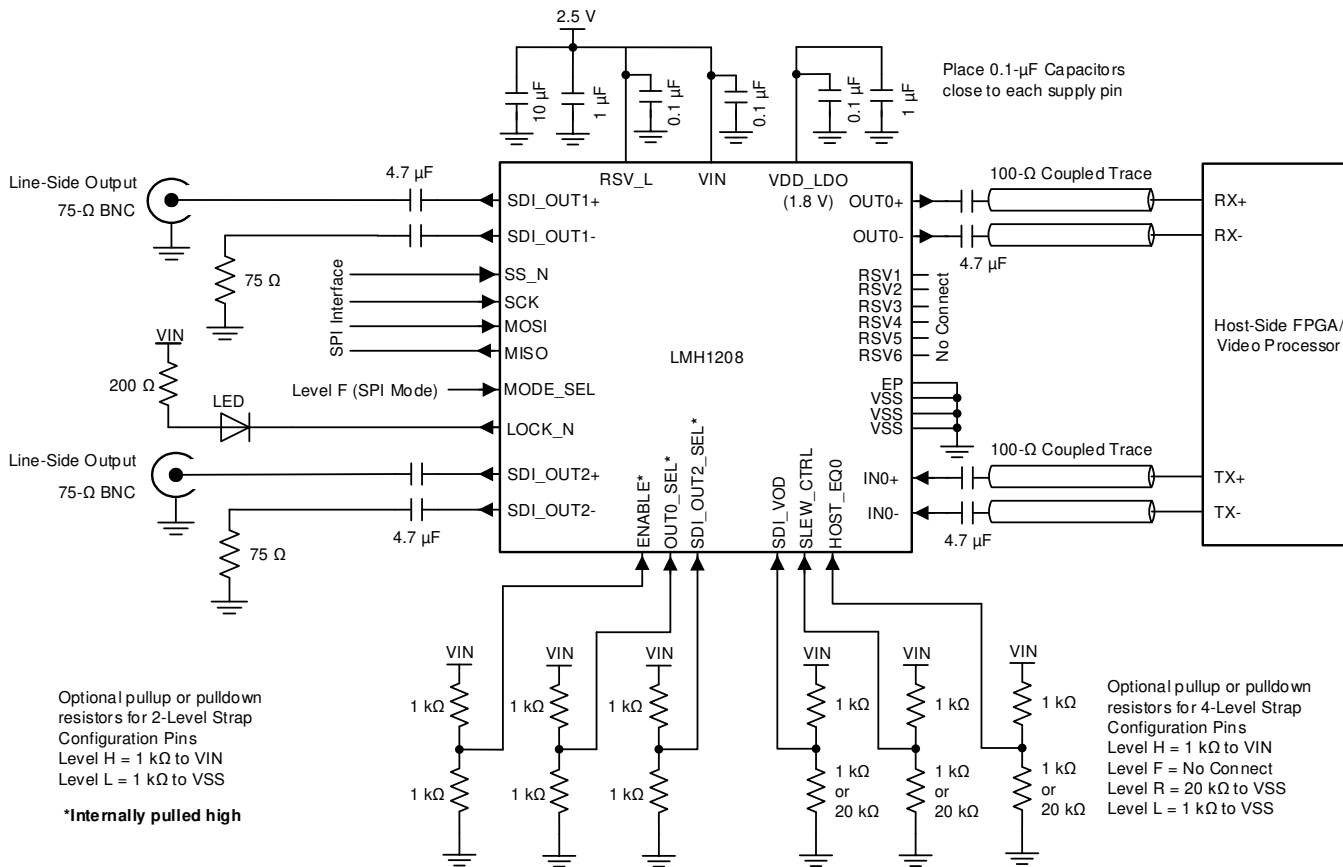 2.5 V
10 µF
1 µF
0.1 µF
0.1 µF
0.1 µF
1 µF
Place 0.1-µF Capacitors
close to each supply pin
Line-Side Output
75-Ω BNC
4.7 µF
75 Ω
SPI Interface
VIN
200 Ω
LED
Level F (SPI Mode)
Line-Side Output
75-Ω BNC
4.7 µF
75 Ω
RSV_L
VIN
VDD_LDO
(1.8 V)
SDI_OUT1+
SDI_OUT1-
SS_N
SCK
MOSI
MISO
MODE_SEL
LOCK_N
SDI_OUT2+
SDI_OUT2-
LMH1208
OUT0+
OUT0-
RSV1
RSV2
RSV3
RSV4
RSV5
RSV6
No Connect
EP
VSS
VSS
VSS
IN0+
IN0-
ENABLE*
OUT0_SEL*
SDI_OUT2_SEL*
SDI_VOD
SLEW_CTRL
HOST_EQ0
100-Ω Coupled Trace
4.7 µF
100-Ω Coupled Trace
4.7 µF
RX+
RX-
Host-Side FPGA/
Video Processor
TX+
TX-
Optional pullup or pulldown
resistors for 2-Level Strap
Configuration Pins
Level H = 1 kΩ to VIN
Level L = 1 kΩ to VSS
*Internally pulled high
VIN
1 kΩ
1 kΩ
VIN
1 kΩ
1 kΩ
VIN
1 kΩ
1 kΩ
VIN
1 kΩ
1 kΩ
or
20 kΩ
VIN
1 kΩ
1 kΩ
or
20 kΩ
VIN
1 kΩ
1 kΩ
or
20 kΩ
Optional pullup or pulldown
resistors for 4-Level Strap
Configuration Pins
Level H = 1 kΩ to VIN
Level F = No Connect
Level R = 20 kΩ to VSS
Level L = 1 kΩ to VSS